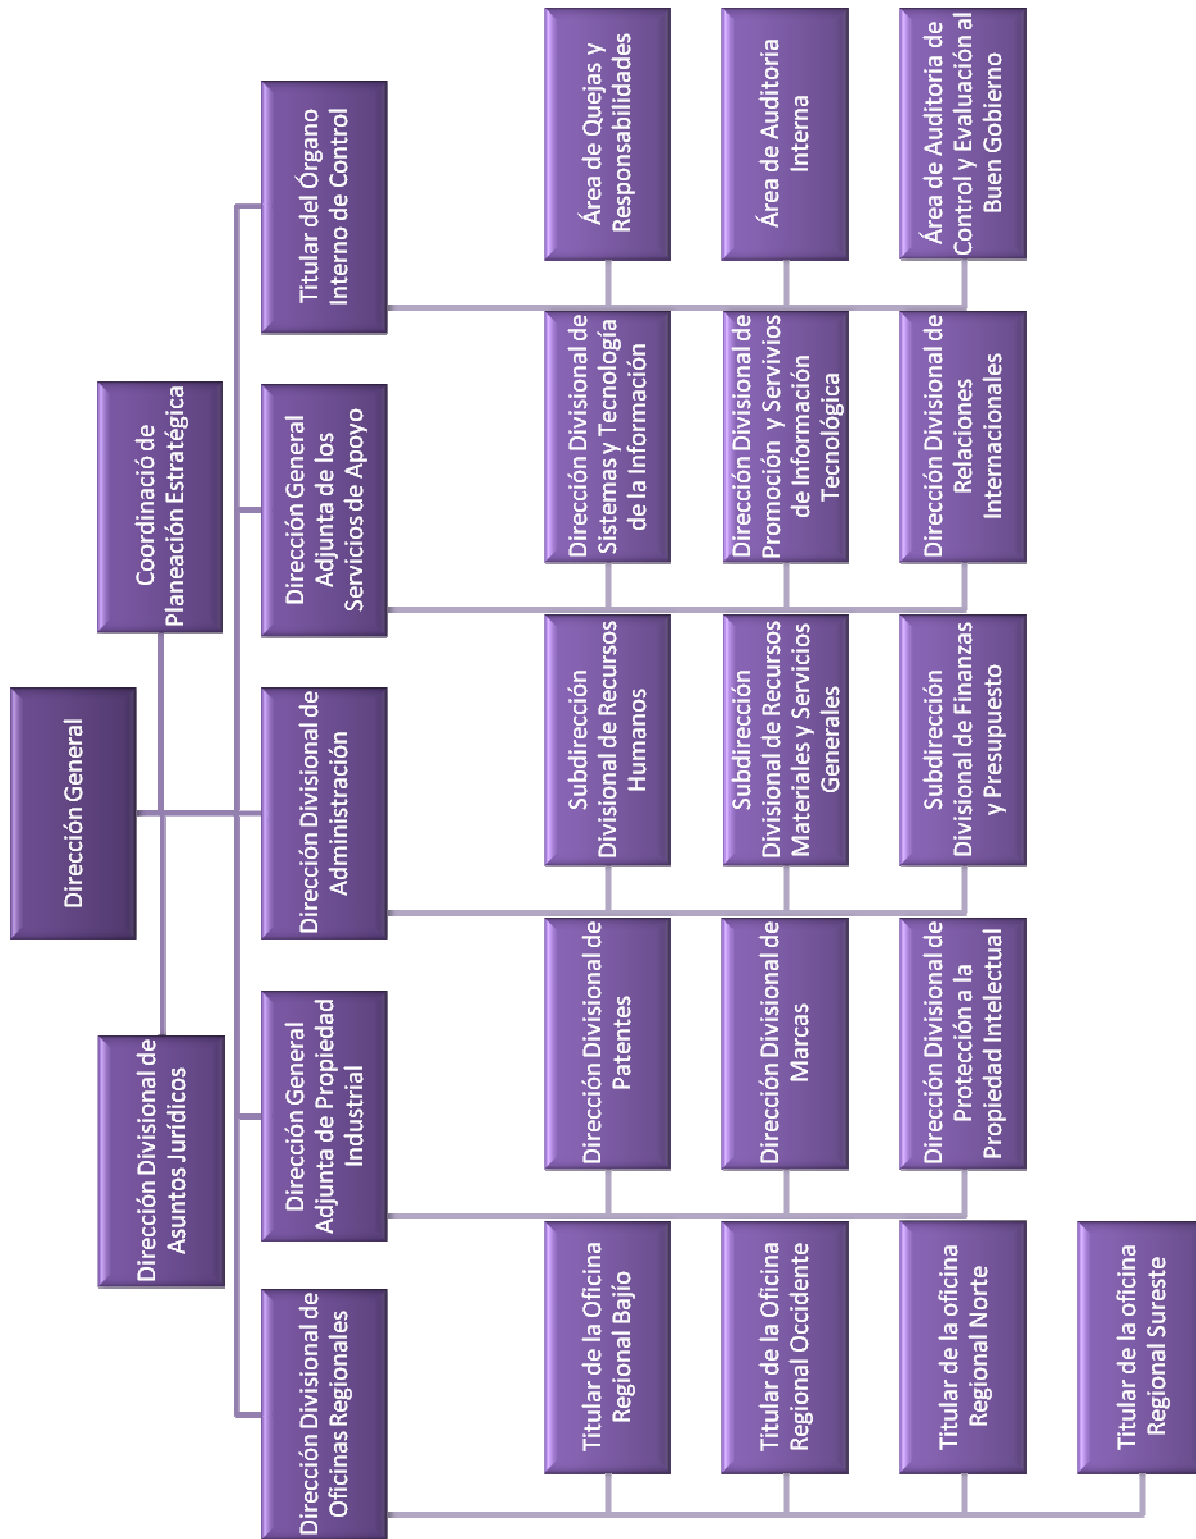 Dirección General
Dirección Divisional de
Asuntos Jurídicos
Coordinació de
Planeación Estratégica
Dirección Divisional de
Oficinas Regionales
Dirección General
Adjunta de Propiedad
Industrial
Dirección Divisional de
Administración
Dirección General
Adjunta de los
Servicios de Apoyo
Titular del Órgano
Interno de Control
Titular de la Oficina
Regional Bajío
Titular de la Oficina
Regional Occidente
Titular de la oficina
Regional Norte
Titular de la oficina
Regional Sureste
Dirección Divisional de
Patentes
Dirección Divisional de
Marcas
Dirección Divisional de
Protección a la
Propiedad Intelectual
Subdirección
Divisional de Recursos
Humanos
Subdirección
Divisional de Recursos
Materiales y Servicios
Generales
Subdirección
Divisional de Finanzas
y Presupuesto
Dirección Divisional de
Sistemas y Tecnología
de la Información
Dirección Divisional de
Promoción y Servivios
de Información
Tecnológica
Dirección Divisional de
Relaciones
Internacionales
Área de Quejas y
Responsabilidades
Área de Auditoria
Interna
Área de Auditoria de
Control y Evaluación al
Buen Gobierno